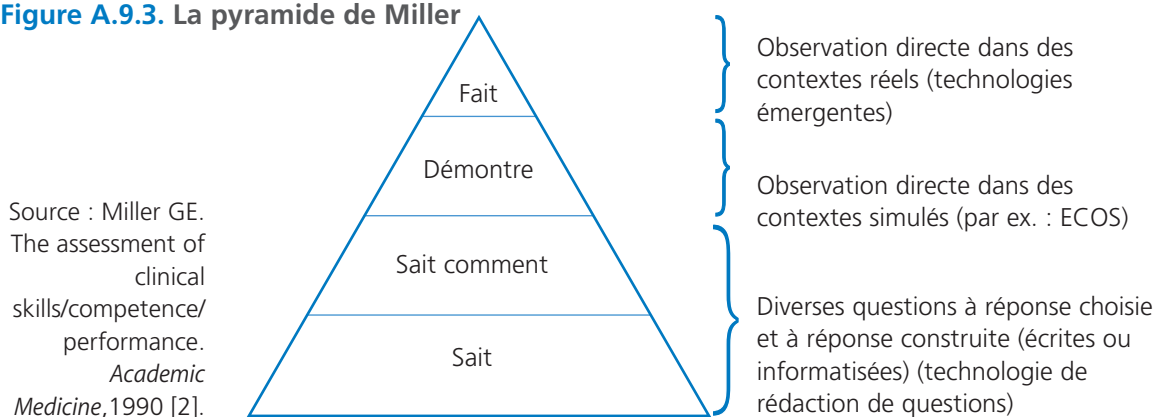 Figure A.9.3. La pyramide de Miller
Fait
Démontre
Sait comment
Sait
Observation directe dans des
contextes réels (technologies
émergentes)
Observation directe dans des
contextes simulés (par ex. : ECOS)
Diverses questions à réponse choisie
et à réponse construite (écrites ou
informatisées) (technologie de
rédaction de questions)
Source : Miller GE.
The assessment of
clinical
skills/competence/
performance.
Academic
Medicine,1990 [2].